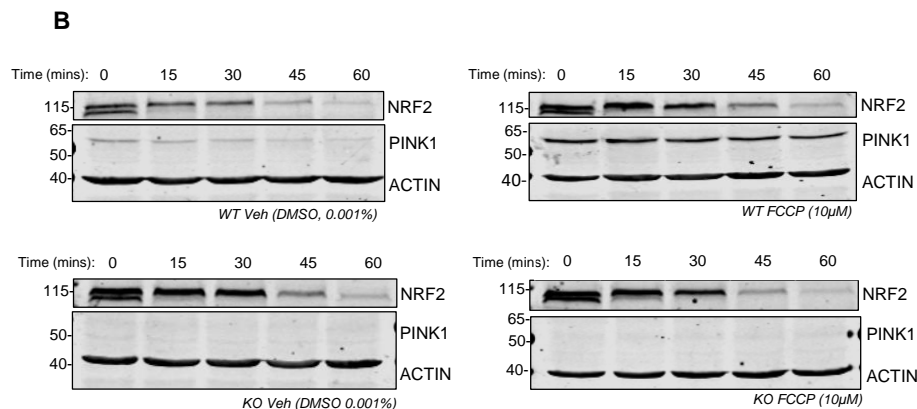 B
Time (mins): 0 15 30 45 60
115- NRF2
65-
PINK1
50-
40- ACTIN
WT Veh (DMSO, 0.001%)
Time (mins): 0 15 30 45 60
115- NRF2
65-
PINK1
50-
40- ACTIN
WT FCCP (10µM)
Time (mins): 0 15 30 45 60
115- NRF2
PINK1
50-
40- ACTIN
KO Veh (DMSO 0.001%)
Time (mins): 0 15 30 45 60
115- NRF2
65-
PINK1
50-
40- ACTIN
KO FCCP (10µM)